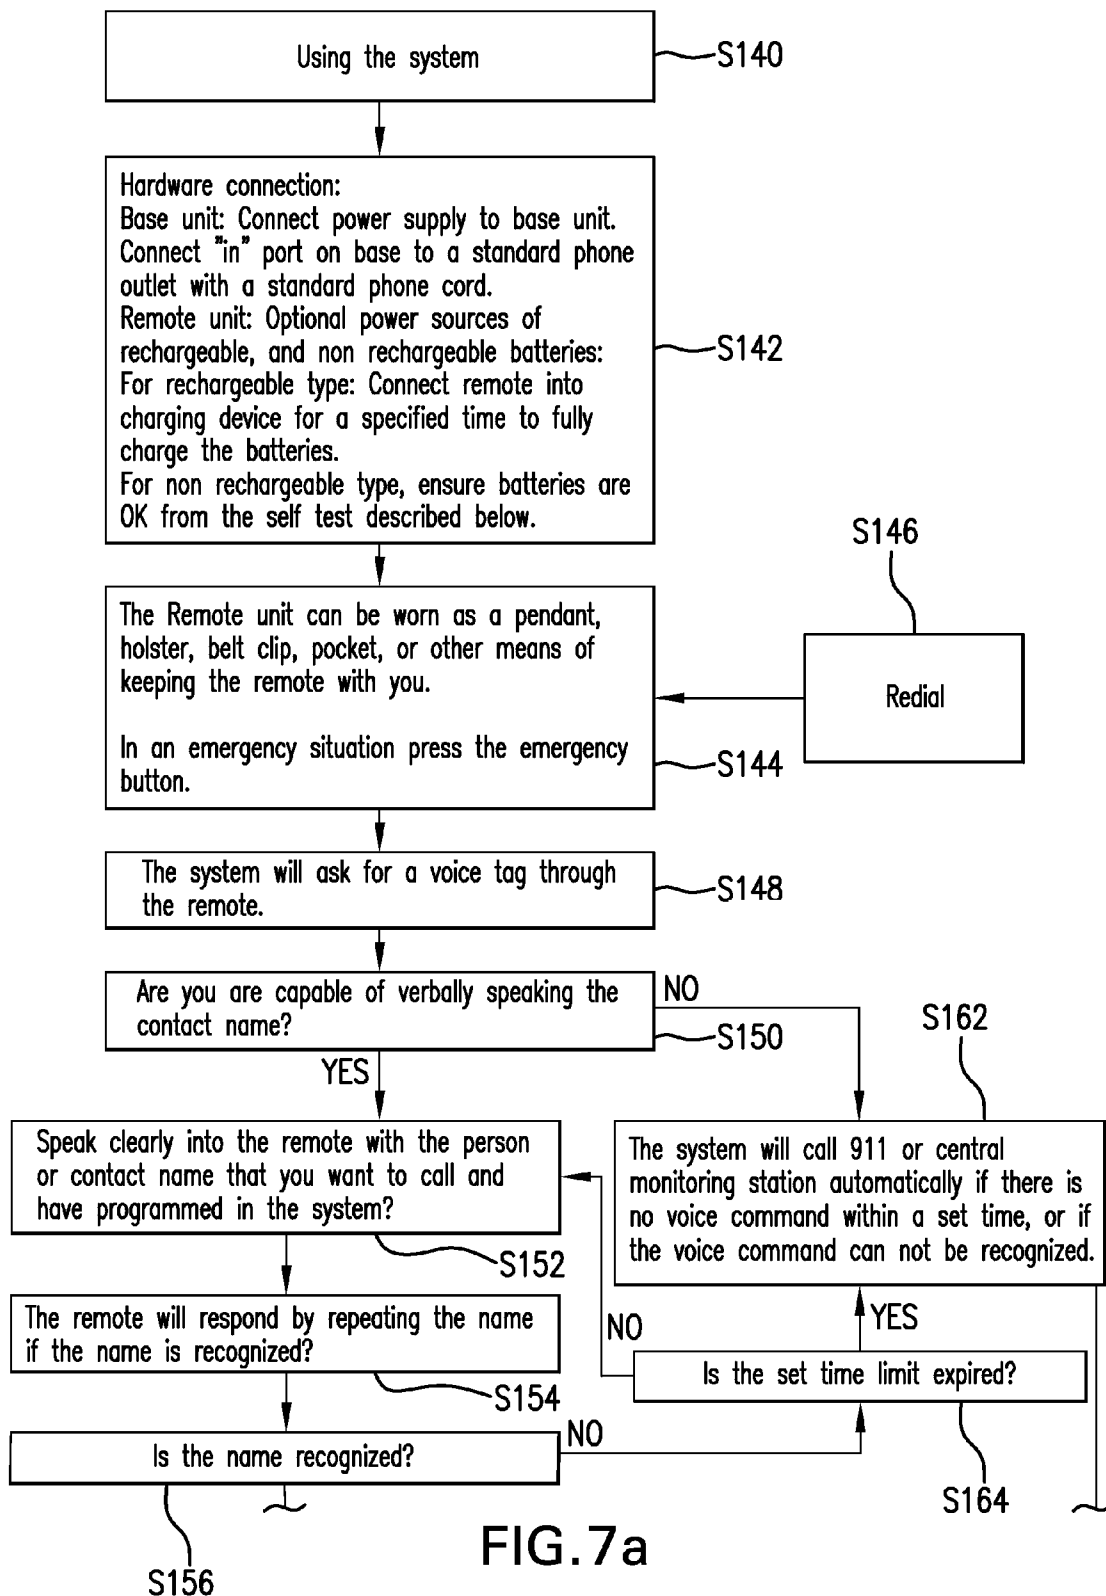 Using the system
S140
Hardware connection:
Base unit: Connect power supply to base unit.
Connect "in" port on base to a standard phone
outlet with a standard phone cord.
Remote unit: Optional power sources of
rechargeable, and non rechargeable batteries:
For rechargeable type: Connect remote into
charging device for a specified time to fully
charge the batteries.
For non rechargeable type, ensure batteries are
OK from the self test described below.
S142
The Remote unit can be worn as a pendant,
holster, belt clip, pocket, or other means of
keeping the remote with you.
In an emergency situation press the emergency
button.
S144
S146
Redial
The system will ask for a voice tag through
the remote.
S148
Are you are capable of verbally speaking the
contact name?
S150
NO
YES
Speak clearly into the remote with the person
or contact name that you want to call and
have programmed in the system?
S152
S162
The system will call 911 or central
monitoring station automatically if there is
no voice command within a set time, or if
the voice command can not be recognized.
The remote will respond by repeating the name
if the name is recognized?
S154
NO
YES
Is the set time limit expired?
S164
Is the name recognized?
NO
S156
FIG.7a